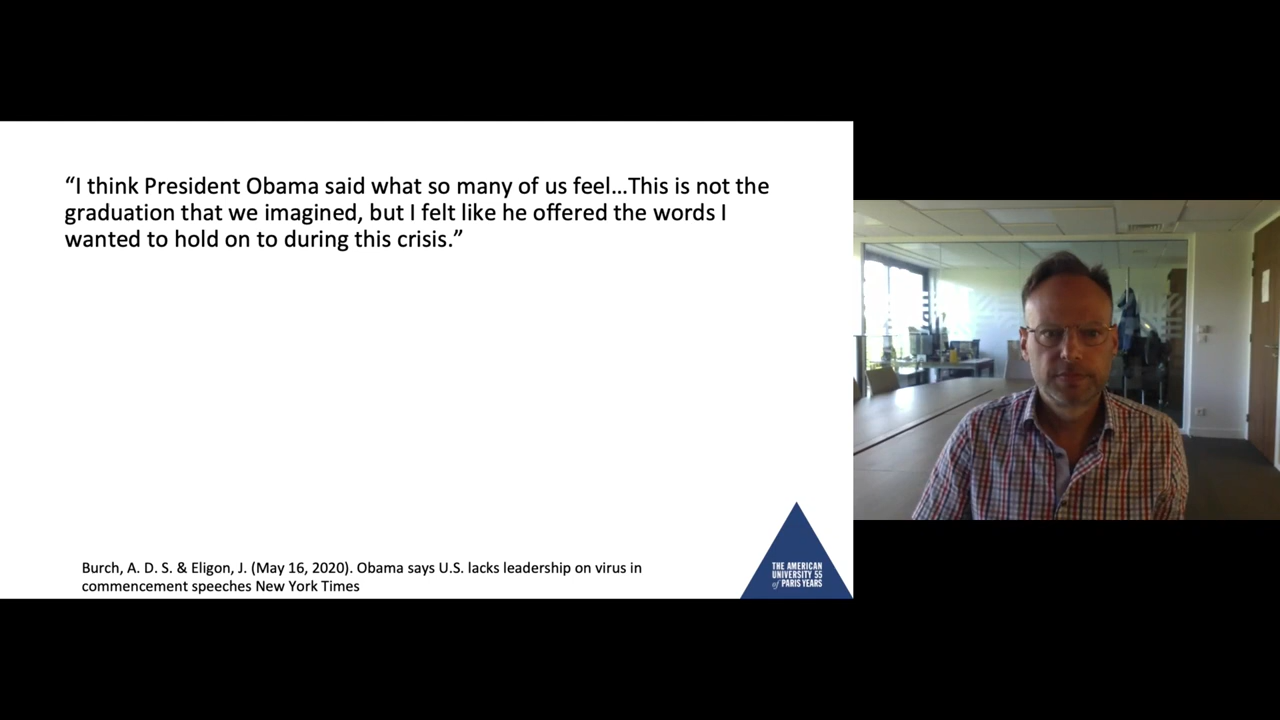 “I think President Obama said what so many of us feel…This is not the
graduation that we imagined, but I felt like he offered the words I
wanted to hold on to during this crisis.”
Burch, A. D. S. & Eligon, J. (May 16, 2020). Obama says U.S. lacks leadership on virus in
commencement speeches New York Times
THE AMERICAN
UNIVERSITY 55
of PARIS YEARS